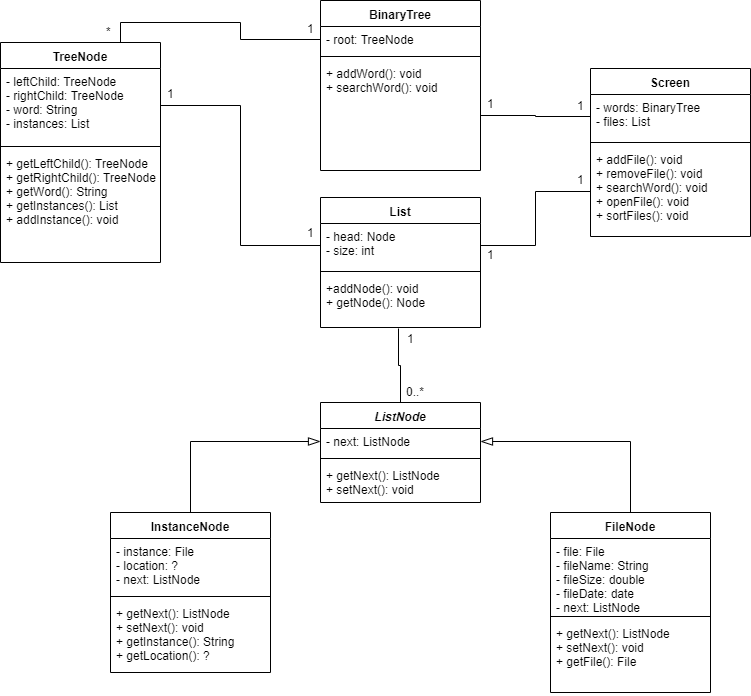 BinaryTree
- root: TreeNode
+ addWord(): void
+ searchWord(): void
*
1
TreeNode
- leftChild: TreeNode
- rightChild: TreeNode
- word: String
- instances: List
+ getLeftChild(): TreeNode
+ getRightChild(): TreeNode
+ getWord(): String
+ getInstances(): List
+ addInstance(): void
1
1
1
1
Screen
- words: BinaryTree
- files: List
+ addFile(): void
+ removeFile(): void
+ searchWord(): void
+ openFile(): void
+ sortFiles(): void
1
1
List
- head: Node
- size: int
+addNode(): void
+ getNode(): Node
1
0..*
ListNode
- next: ListNode
+ getNext(): ListNode
+ setNext(): void
InstanceNode
- instance: File
- location: ?
- next: ListNode
+ getNext(): ListNode
+ setNext(): void
+ getInstance(): String
+ getLocation(): ?
FileNode
- file: File
- fileName: String
- fileSize: double
- fileDate: date
- next: ListNode
+ getNext(): ListNode
+ setNext(): void
+ getFile(): File